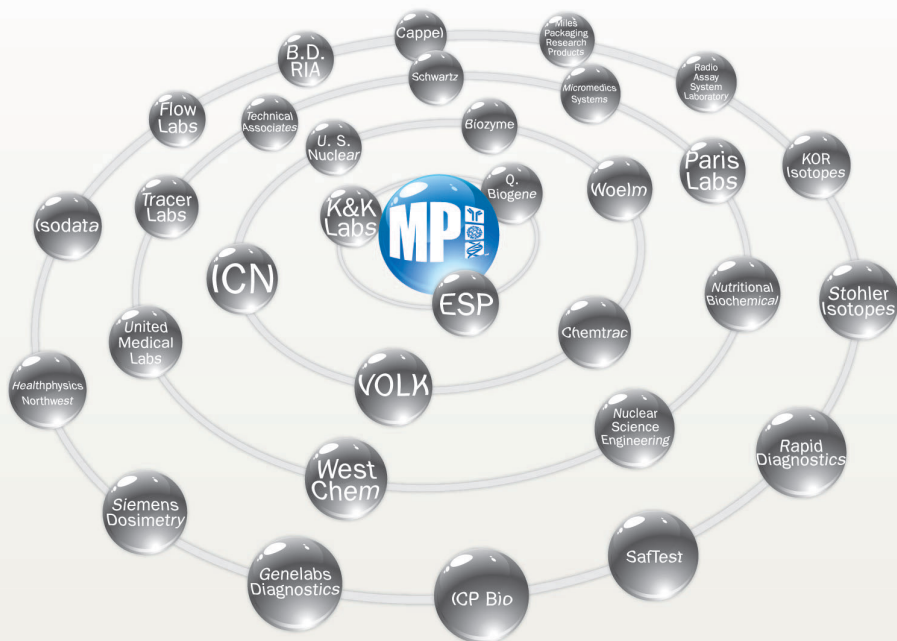 Cappel
Miles
Packaging
Research
Products
B.D.
RIA
Radio
Assay
System
Laboratory
Schwartz
Micromedics
Systems
Flow
Labs
Technical
Associates
U. S.
Nuclear
Biozyme
Paris
Labs
KOR
Isotopes
Isodata
Tracer
Labs
K&K
Labs
MP
Q.
Biogene
Woelm
ICN
ESP
Nutritional
Biochemical
Stohler
Isotopes
United
Medical
Labs
Chemtrac
Healthphysics
Northwest
VOLK
Nuclear
Science
Engineering
Rapid
Diagnostics
West
Chem
Siemens
Dosimetry
SafTest
Genelabs
Diagnostics
ICP Bio